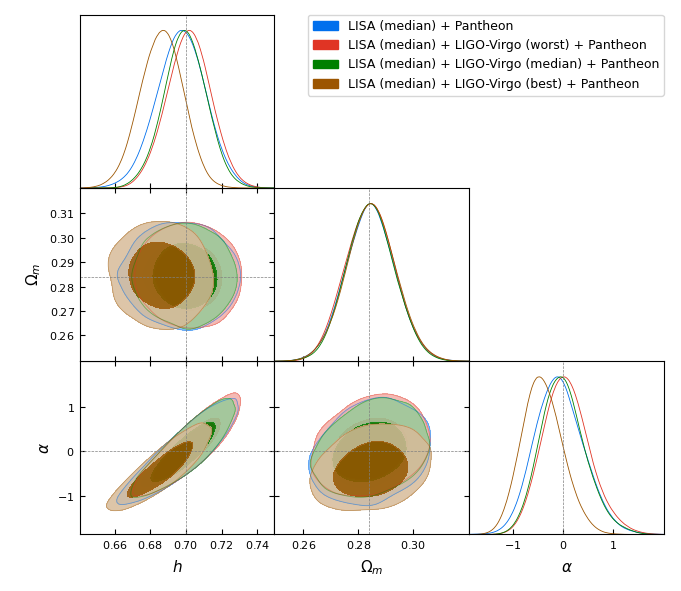 LISA (median) + Pantheon
LISA (median) + LIGO-Virgo (worst) + Pantheon
LISA (median) + LIGO-Virgo (median) + Pantheon
LISA (median) + LIGO-Virgo (best) + Pantheon
0.31
0.30
0.29
0.28
0.27
0.26
Ωm
1
0
−1
α
0.66 0.68 0.70 0.72 0.74
0.26 0.28 0.30
−1 0 1
h
Ωm
α